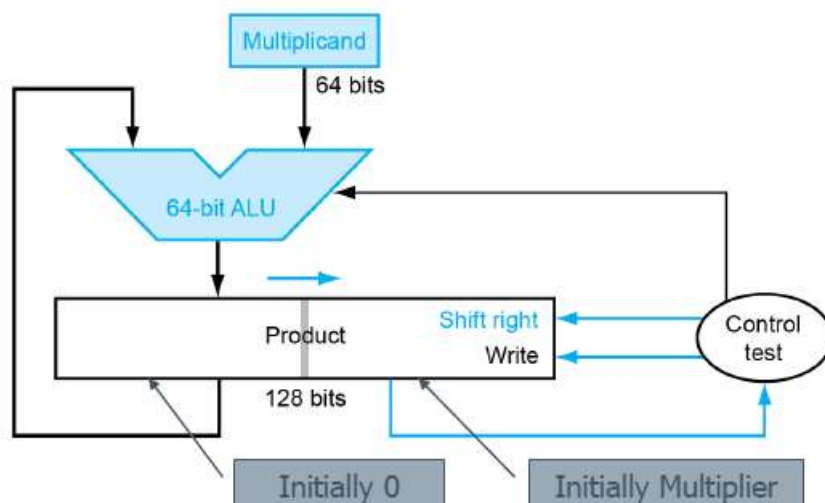 Multiplicand
64 bits
64-bit ALU
Product
Shift right
Write
Control
test
128 bits
Initially 0
Initially Multiplier